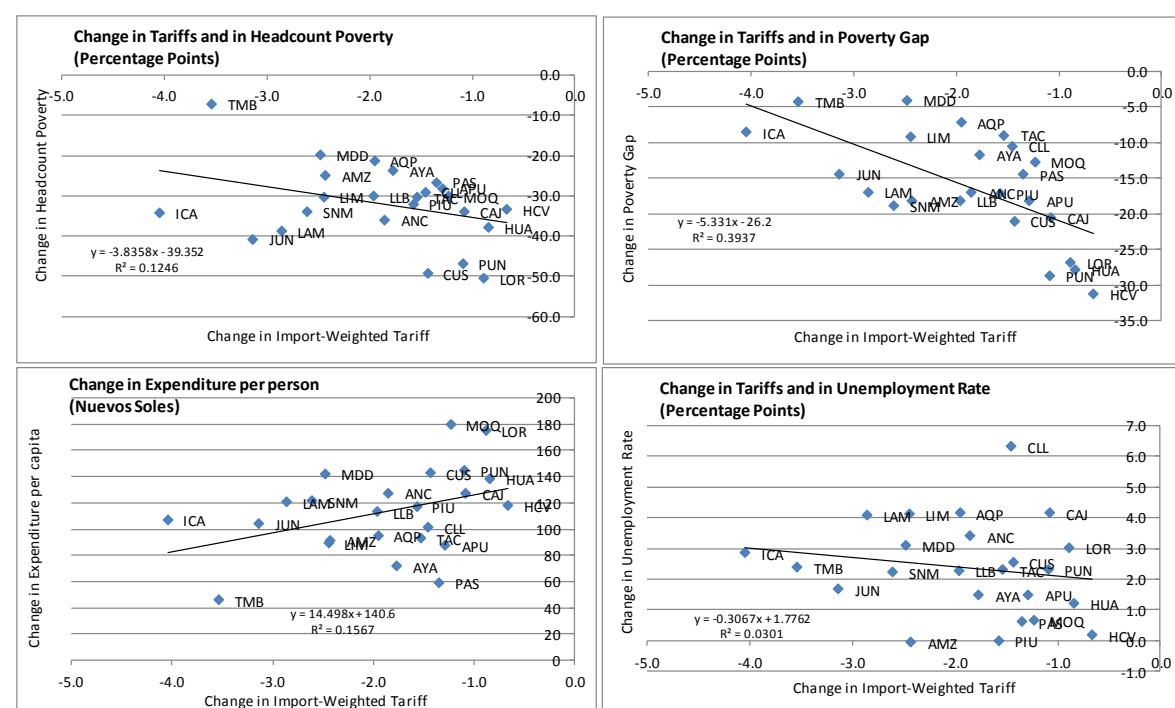 Change in Tariffs and in Headcount Poverty
(Percentage Points)
0.0
-5.0 -4.0 -3.0 -2.0 -1.0 0.0
-10.0
-20.0
-30.0
-40.0
-50.0
-60.0
Change in Headcount Poverty
TMB
MDD
AQP
AMZ
AYA
PAS
APU
CLL
LIM
LLB
TAC
MOQ
PIU
ICA
SNM
ANC
CAJ
HCV
HUA
LAM
JUN
PUN
CUS
LOR
y = -3.8358x - 39.352
R² = 0.1246
Change in Import-Weighted Tariff
Change in Tariffs and in Poverty Gap
(Percentage Points)
0.0
-5.0 -4.0 -3.0 -2.0 -1.0 0.0
-5.0
-10.0
-15.0
-20.0
-25.0
-30.0
-35.0
Change in Poverty Gap
TMB
MDD
ICA
LIM
AQP
TAC
CLL
AYA
MOQ
JUN
PAS
LAM
ANC
PIU
SNM
AMZ
LLB
APU
CUS
CAJ
LOR
HUA
PUN
HCV
y = -5.331x - 26.2
R² = 0.3937
Change in Import-Weighted Tariff
Change in Expenditure per person
(Nuevos Soles)
200
180
160
140
120
100
80
60
40
20
0
Change in Expenditure per capita
MOQ
LOR
MDD
CUS
PUN
HUA
LAM
SNM
ANC
CAJ
PIU
HCV
ICA
JUN
LLB
CLL
LIM
AMZ
AQP
TAC
APU
AYA
PAS
TMB
y = 14.498x + 140.6
R² = 0.1567
-5.0 -4.0 -3.0 -2.0 -1.0 0.0
Change in Import-Weighted Tariff
Change in Tariffs and in Unemployment Rate
(Percentage Points)
7.0
6.0
5.0
4.0
3.0
2.0
1.0
0.0
-1.0
Change in Unemployment Rate
CLL
LAM
LIM
AQP
CAJ
ANC
MDD
LOR
ICA
TMB
SNM
LLB
TAC
CUS
PUN
JUN
AYA
APU
HUA
PAS
MOQ
HCV
AMZ
PIU
y = -0.3067x + 1.7762
R² = 0.0301
-5.0 -4.0 -3.0 -2.0 -1.0 0.0
Change in Import-Weighted Tariff